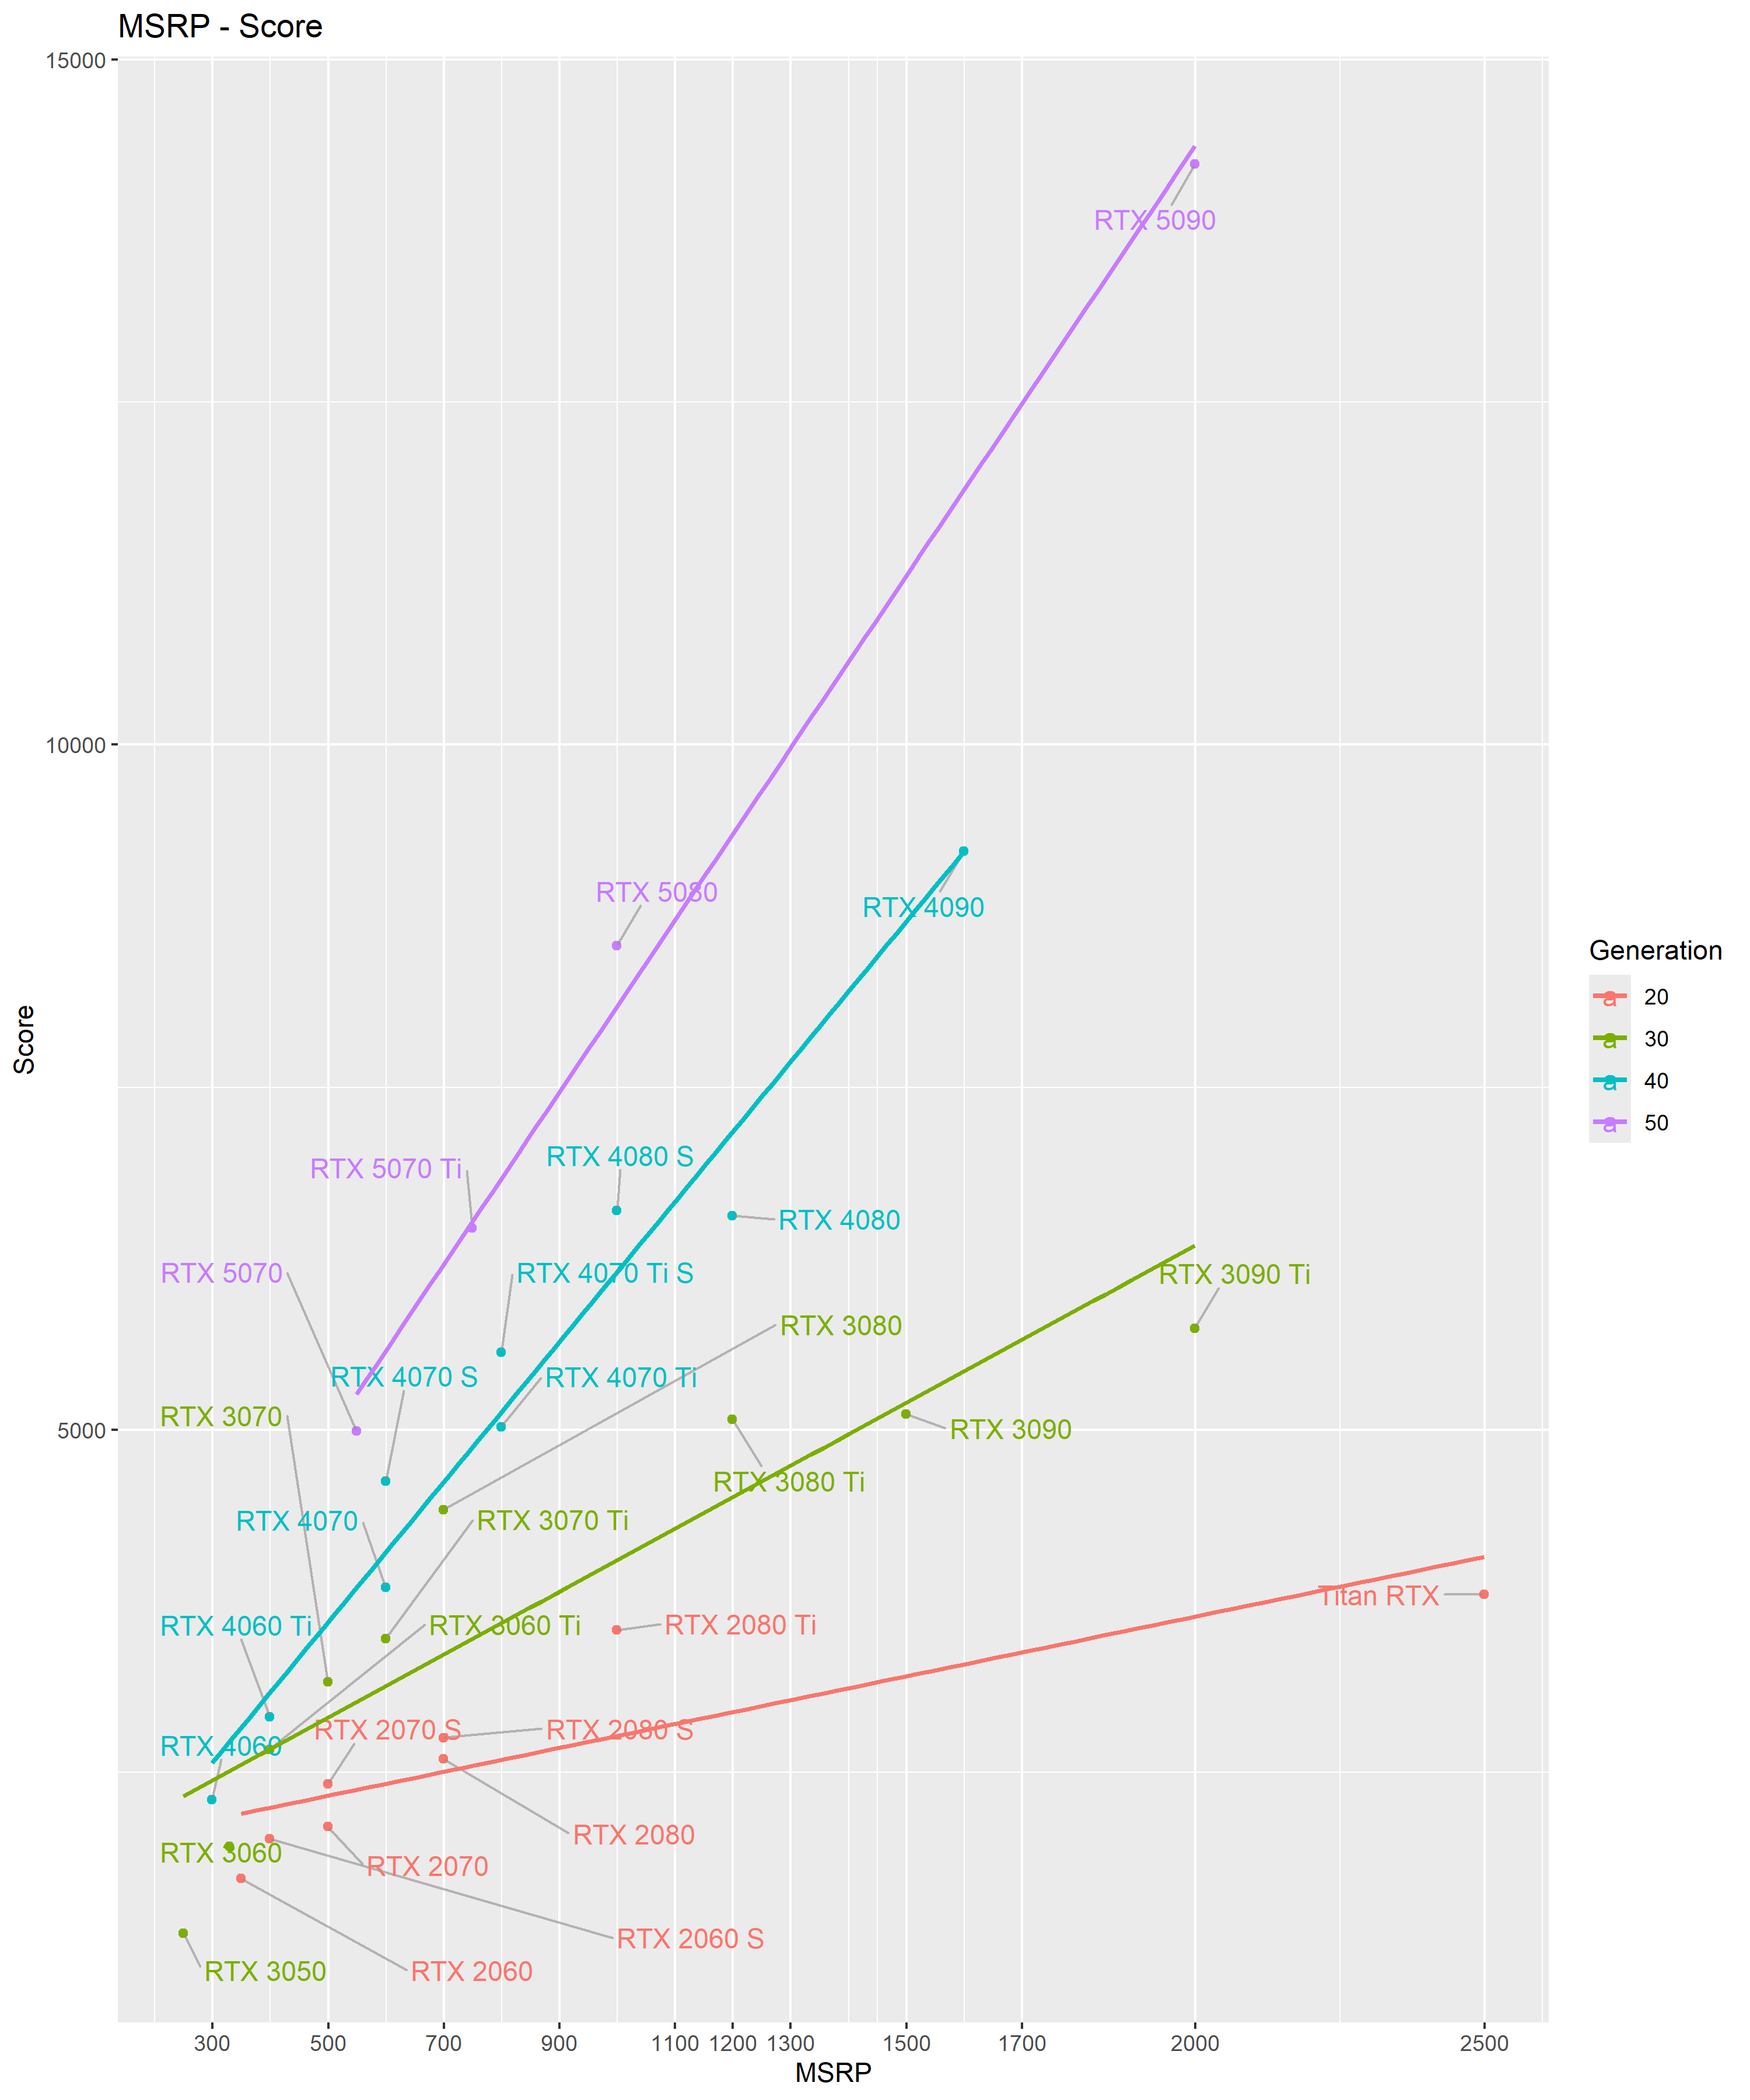 MSRP - Score
15000
RTX 5090
10000
RTX 5080
RTX 4090
Generation
a 20
a 30
a 40
a 50
Score
RTX 4080 S
RTX 5070 Ti
RTX 4080
RTX 5070
RTX 4070 Ti S
RTX 3090 Ti
RTX 3080
RTX 4070 S
RTX 4070 Ti
RTX 3070
5000
RTX 3090
RTX 3080 Ti
RTX 4070
RTX 3070 Ti
Titan RTX
RTX 4060 Ti
RTX 3060 Ti
RTX 2080 Ti
RTX 2070 S
RTX 2080 S
RTX 4060
RTX 2080
RTX 3060
RTX 2070
RTX 2060 S
RTX 3050
RTX 2060
300 500 700 900 1100 1200 1300 1500 1700 2000 2500
MSRP